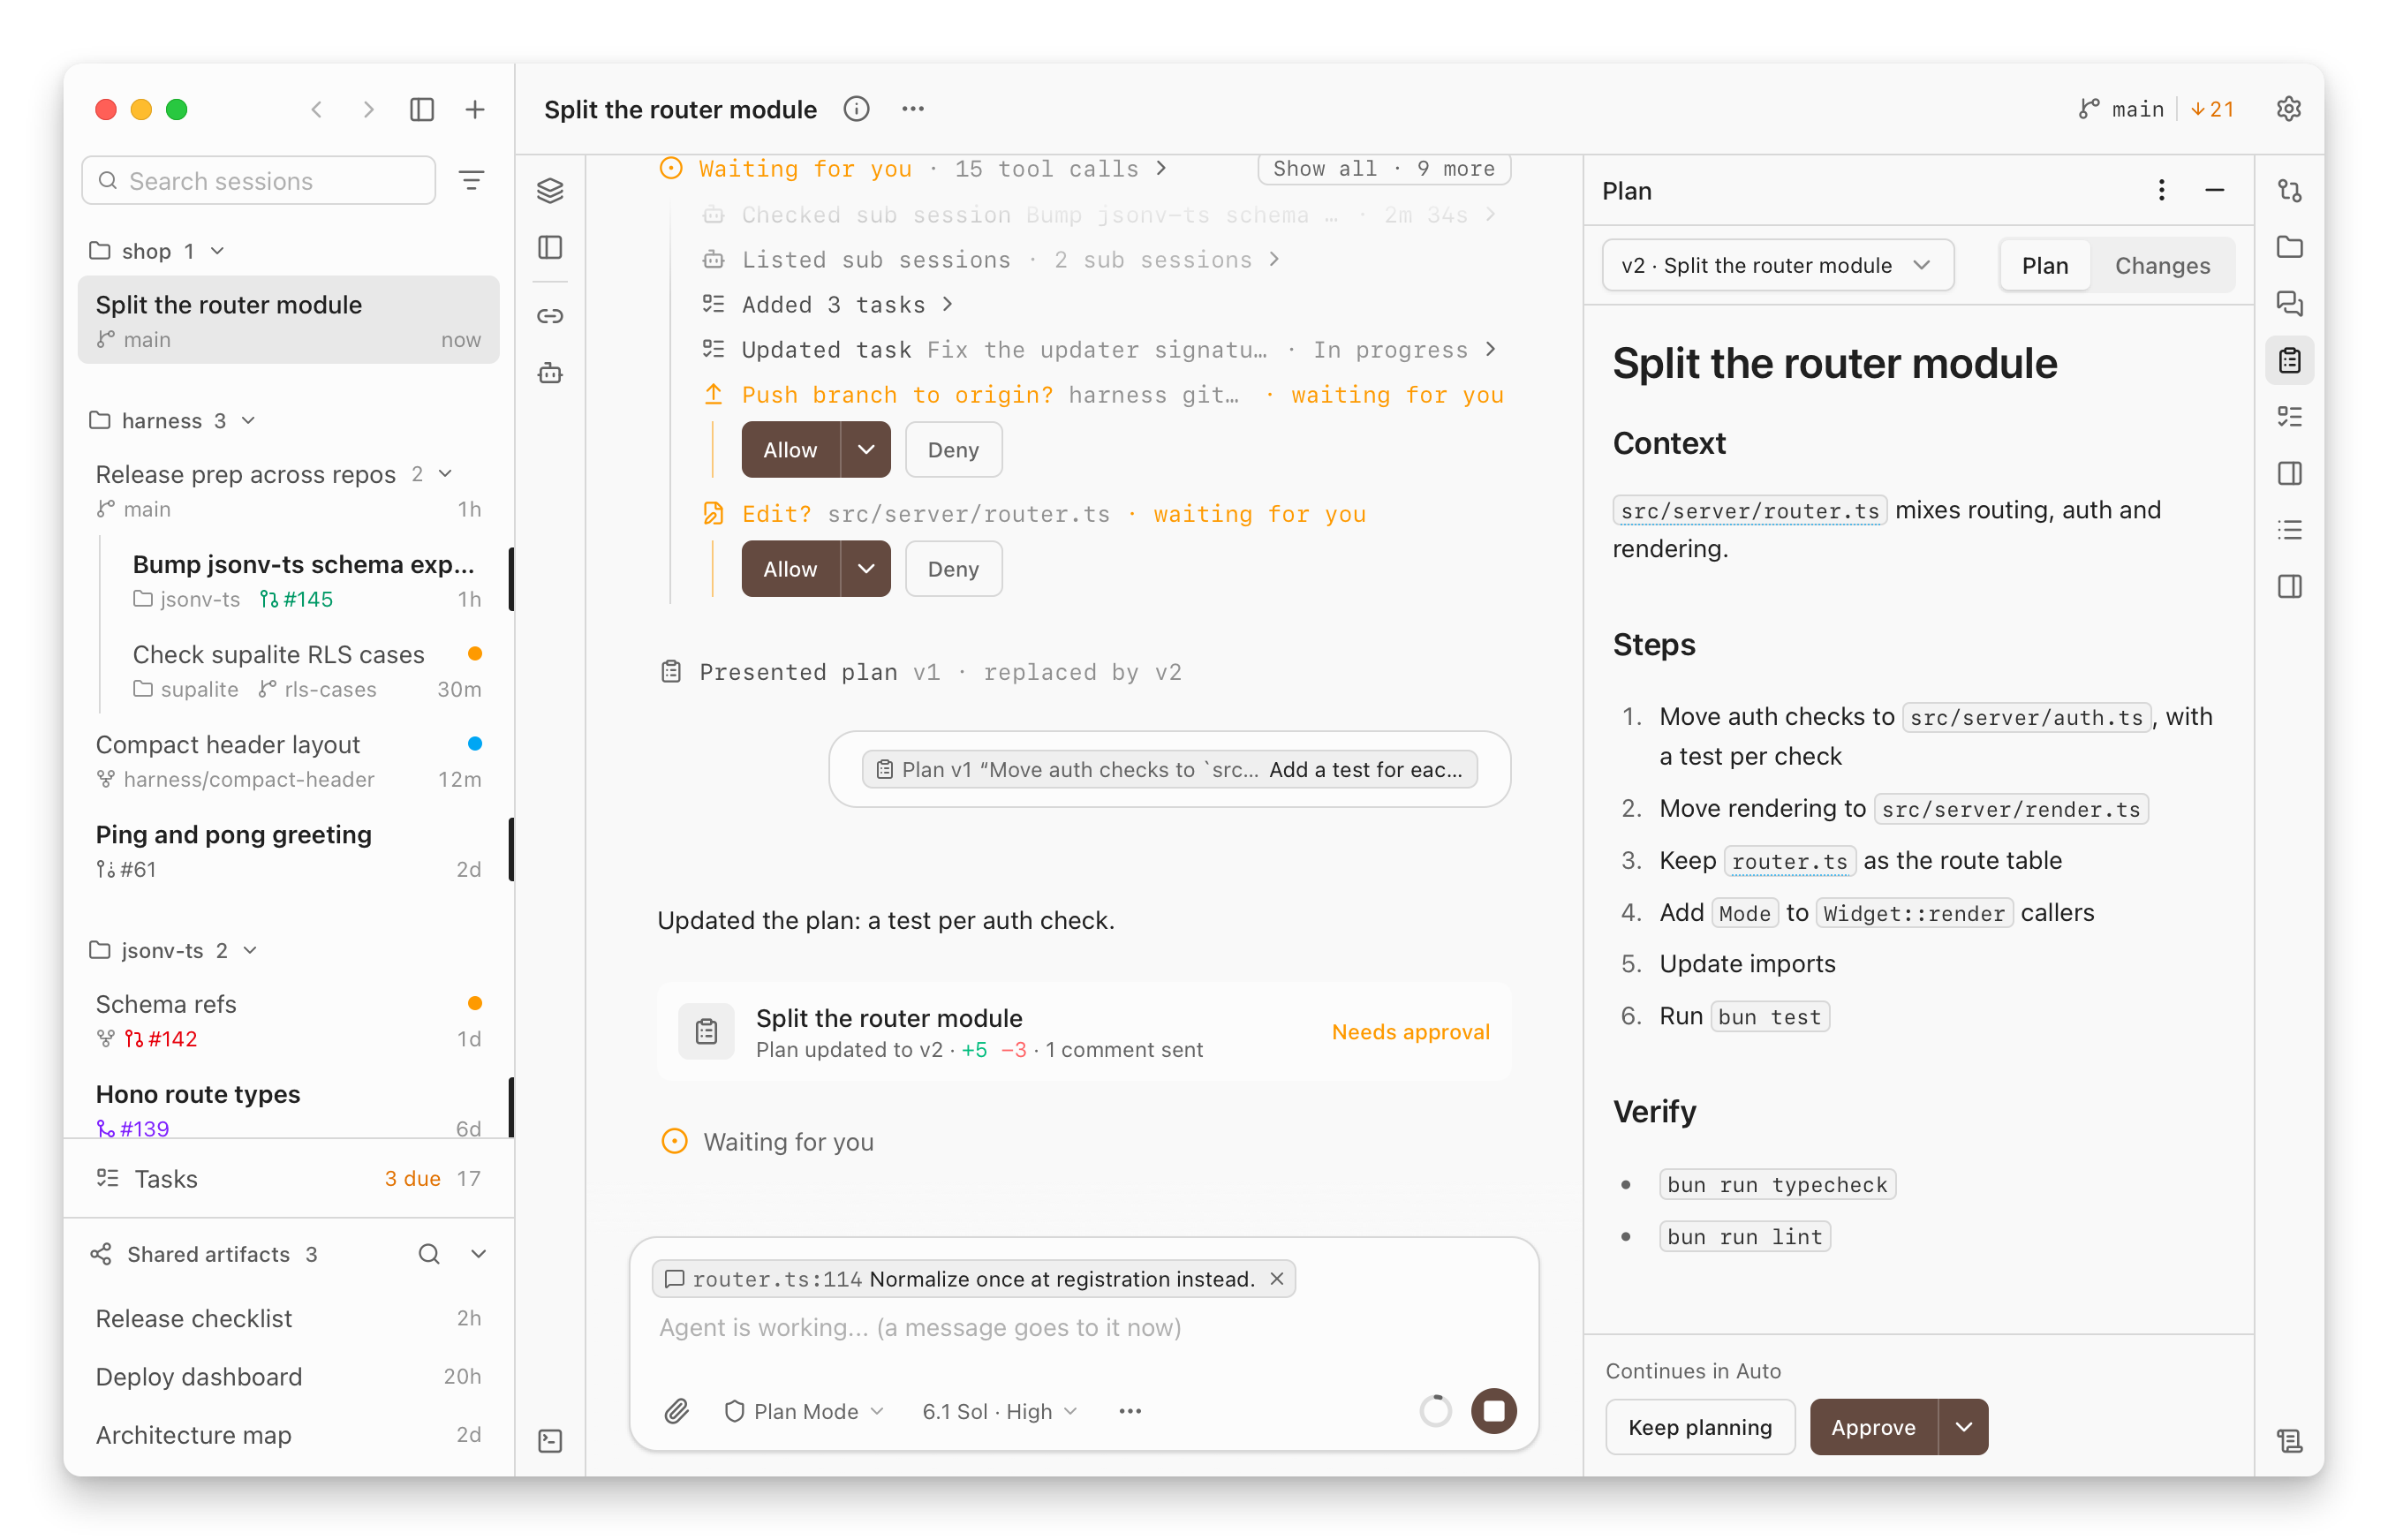 Split the router module
main
21
Search sessions
shop 1
Split the router module
main now
harness 3
Release prep across repos 2
main 1h
Bump jsonv-ts schema exp...
jsonv-ts #145 1h
Check supalite RLS cases
supalite rls-cases 30m
Compact header layout
harness/compact-header 12m
Ping and pong greeting
#61 2d
jsonv-ts 2
Schema refs
#142 1d
Hono route types
#139 6d
Tasks 3 due 17
Shared artifacts 3
Release checklist 2h
Deploy dashboard 20h
Architecture map 2d
Waiting for you · 15 tool calls
Show all · 9 more
Checked sub session Bump jsonv-ts schema … · 2m 34s
Listed sub sessions · 2 sub sessions
Added 3 tasks
Updated task Fix the updater signatu… · In progress
Push branch to origin? harness git… · waiting for you
Allow Deny
Edit? src/server/router.ts · waiting for you
Allow Deny
Presented plan v1 · replaced by v2
Plan v1 “Move auth checks to `src... Add a test for eac...
Updated the plan: a test per auth check.
Split the router module
Plan updated to v2 · +5 −3 · 1 comment sent
Needs approval
Waiting for you
router.ts:114 Normalize once at registration instead.
Agent is working... (a message goes to it now)
Plan Mode 6.1 Sol · High
Plan
v2 · Split the router module
Plan Changes
Split the router module
Context
src/server/router.ts mixes routing, auth and
rendering.
Steps
1. Move auth checks to src/server/auth.ts, with
a test per check
2. Move rendering to src/server/render.ts
3. Keep router.ts as the route table
4. Add Mode to Widget::render callers
5. Update imports
6. Run bun test
Verify
• bun run typecheck
• bun run lint
Continues in Auto
Keep planning Approve